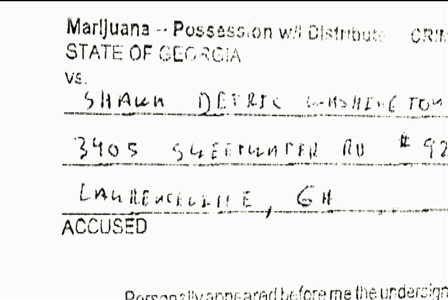 Marijuana -- Possession w/I Distribute CRI
STATE OF GEORGIA
vs.
SHAWN DETRIC WASHINGTON
3405 SWEETWATER RD # 92
LAWRENCEVILLE, GA
ACCUSED
Personally appeared before me the undersign